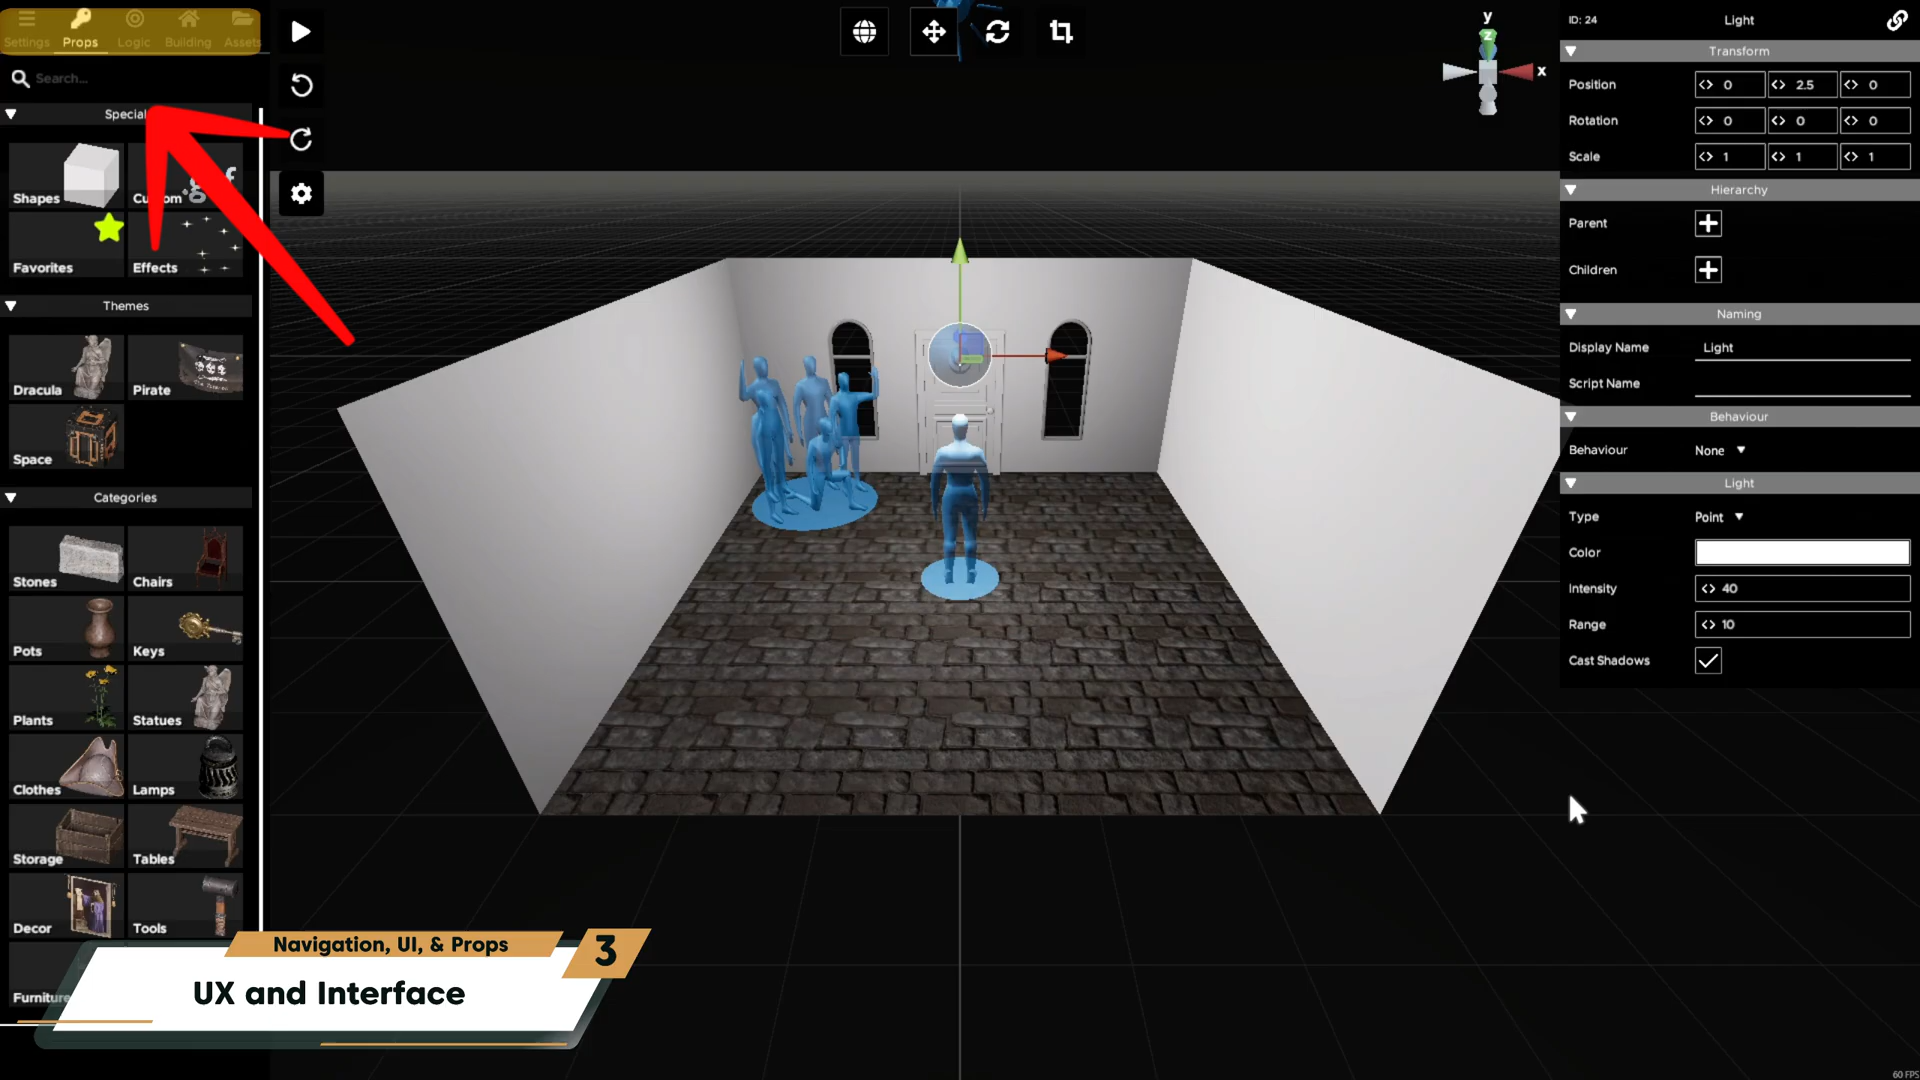 Settings Props Logic Building Assets
Search...
Special
Shapes
Favorites Effects
Themes
Dracula Pirate
Space
Categories
Stones Chairs
Pots Keys
Plants Statues
Clothes Lamps
Storage Tables
Decor Tools
Furniture
Navigation, UI, & Props
3
UX and Interface
y
z
x
ID: 24 Light
Transform
Position 0 2.5 0
Rotation 0 0 0
Scale 1 1 1
Hierarchy
Parent
Children
Naming
Display Name Light
Script Name
Behaviour
Behaviour None
Light
Type Point
Color
Intensity 40
Range 10
Cast Shadows
60 FPS